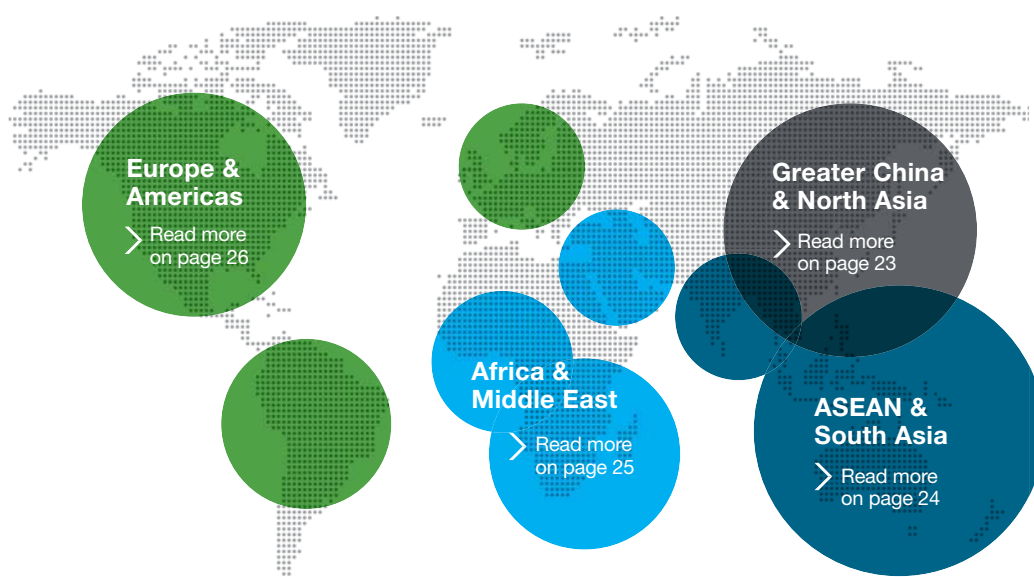 Europe &
Americas
Read more
on page 26
Greater China
& North Asia
Read more
on page 23
Africa &
Middle East
Read more
on page 25
ASEAN &
South Asia
Read more
on page 24